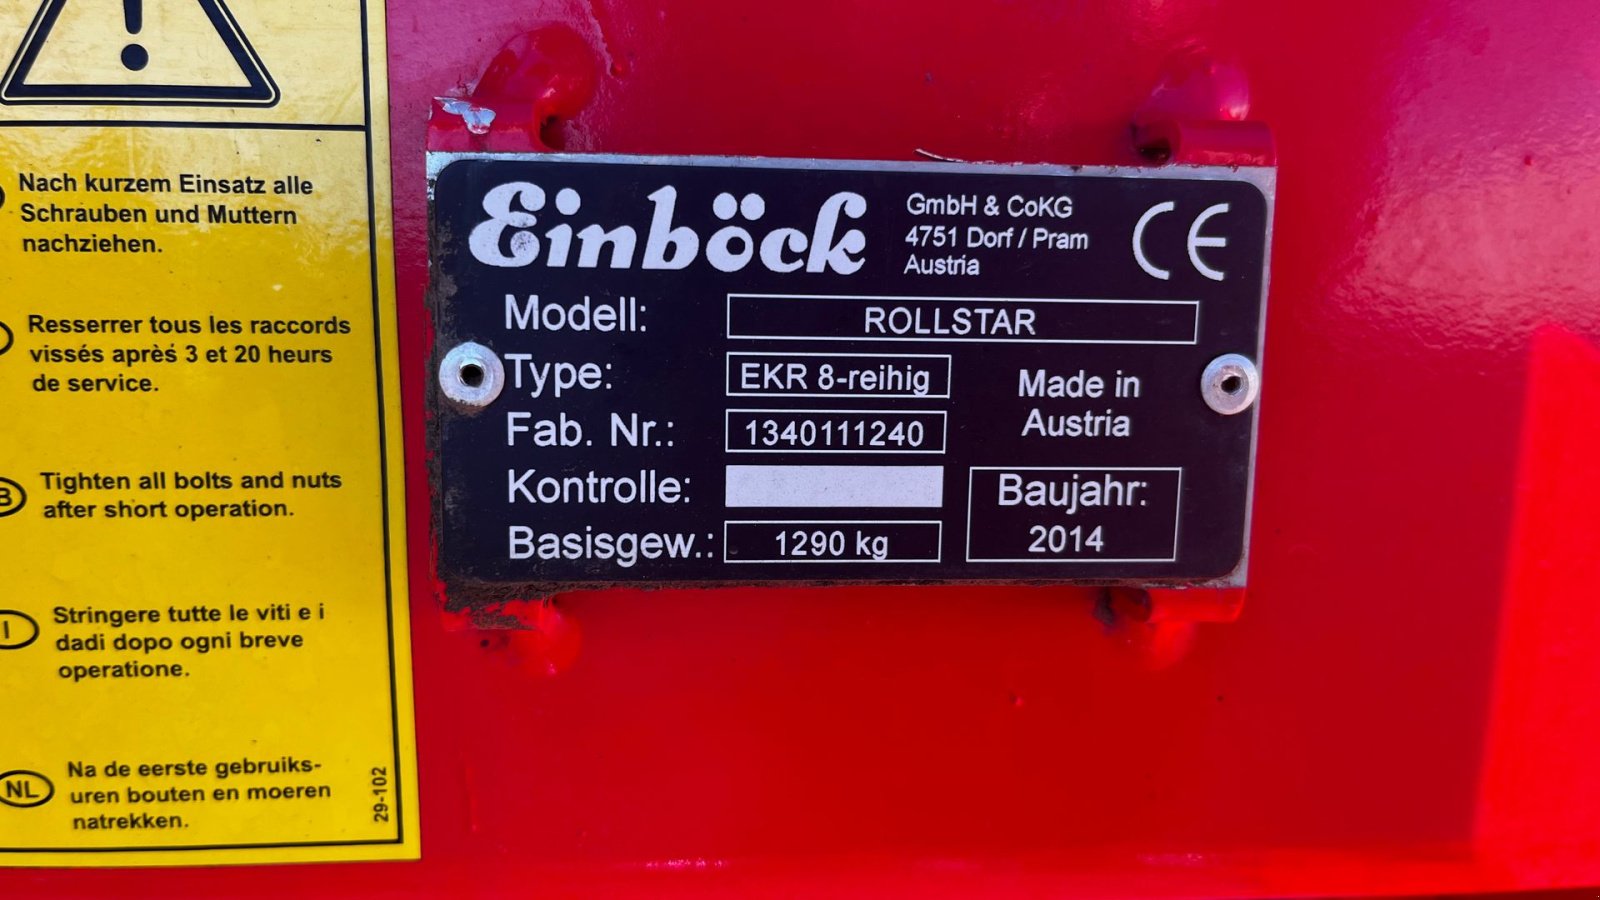 Nach kurzem Einsatz alle
Schrauben und Muttern
nachziehen.
Resserrer tous les raccords
vissés aprèś 3 et 20 heurs
de service.
Tighten all bolts and nuts
after short operation.
I
Stringere tutte le viti e i
dadi dopo ogni breve
operatione.
NL
Na de eerste gebruiks-
uren bouten en moeren
natrekken.
29-102
Einböck
GmbH & CoKG
4751 Dorf / Pram
Austria
CE
Modell: ROLLSTAR
Type: EKR 8-reihig
Fab. Nr.: 1340111240
Kontrolle:
Basisgew.: 1290 kg
Made in
Austria
Baujahr:
2014